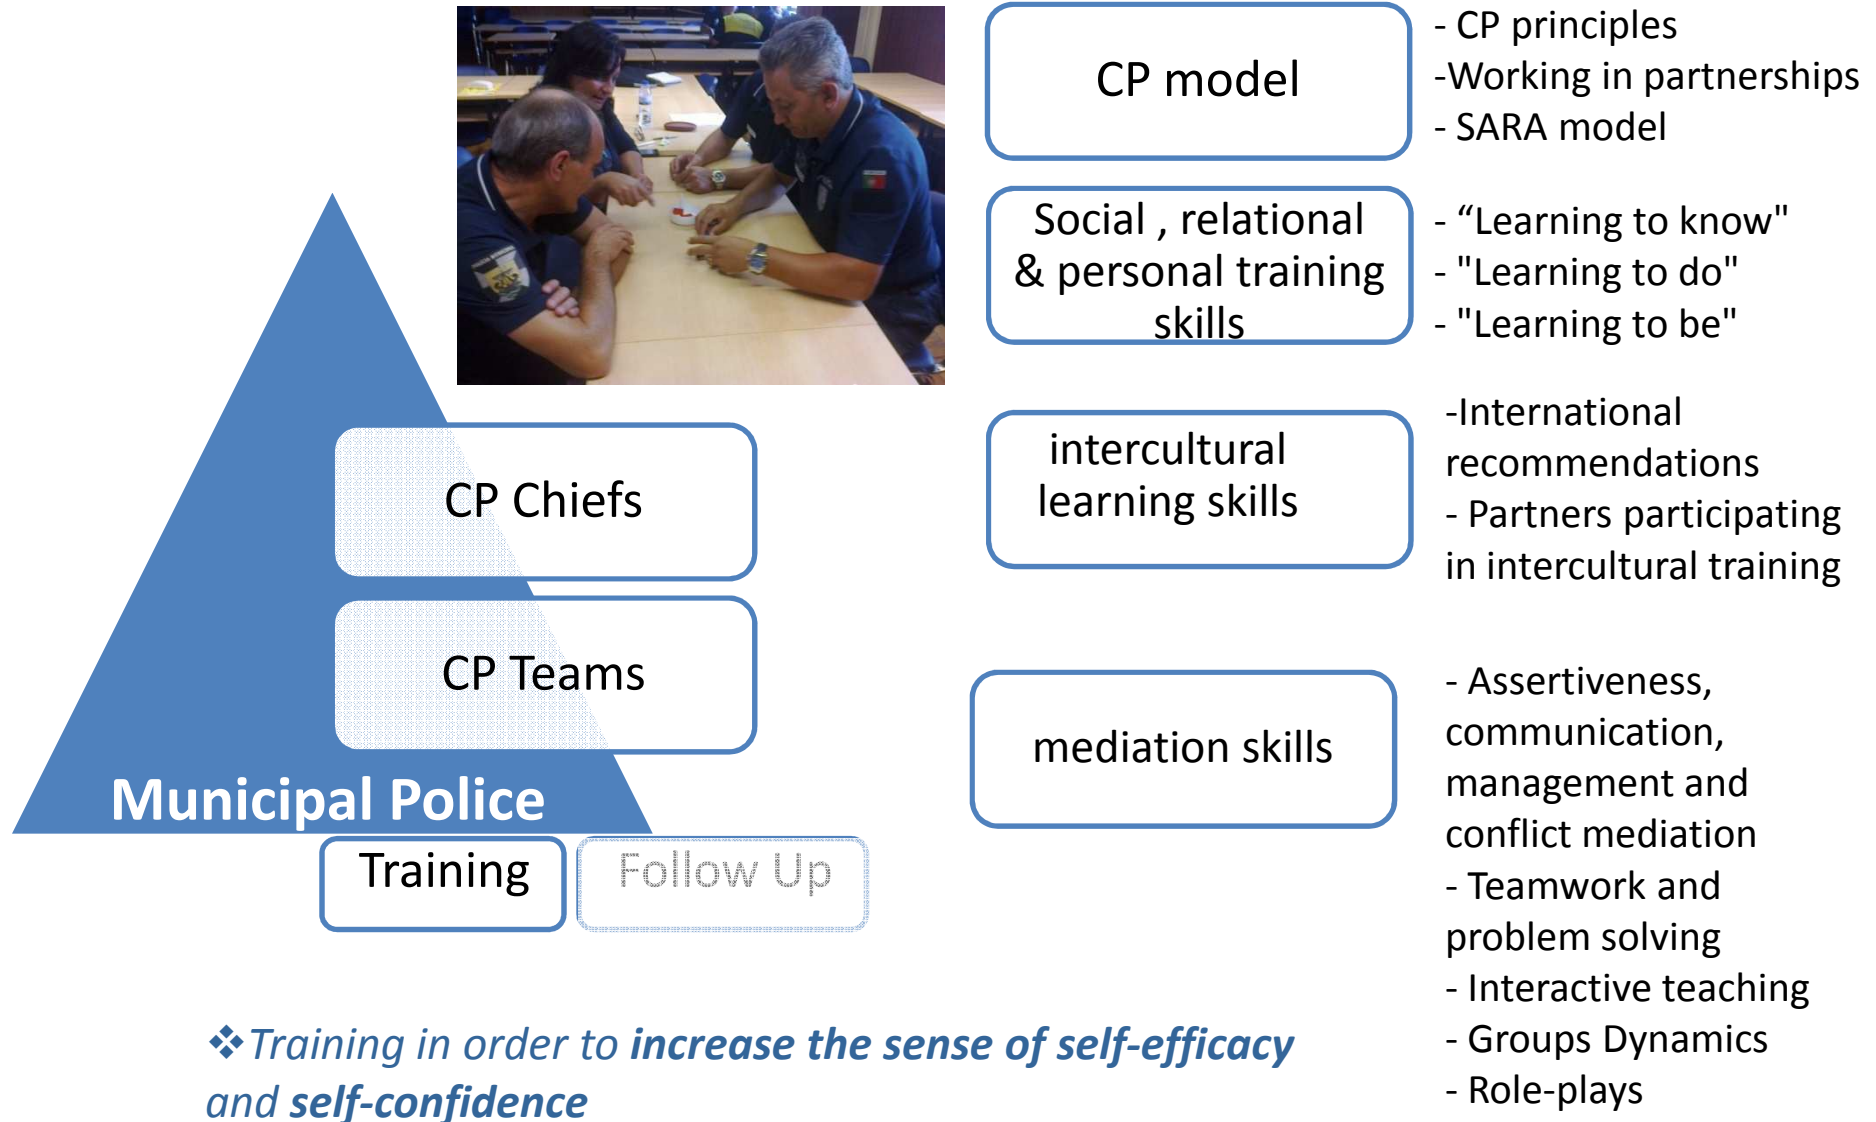 CP model
- CP principles
-Working in partnerships
- SARA model
Social , relational
& personal training
skills
- “Learning to know"
- "Learning to do"
- "Learning to be"
CP Chiefs
CP Teams
Municipal Police
Training
Follow Up
intercultural
learning skills
-International
recommendations
- Partners participating
in intercultural training
mediation skills
- Assertiveness,
communication,
management and
conflict mediation
- Teamwork and
problem solving
- Interactive teaching
- Groups Dynamics
- Role-plays
❖Training in order to increase the sense of self-efficacy
and self-confidence